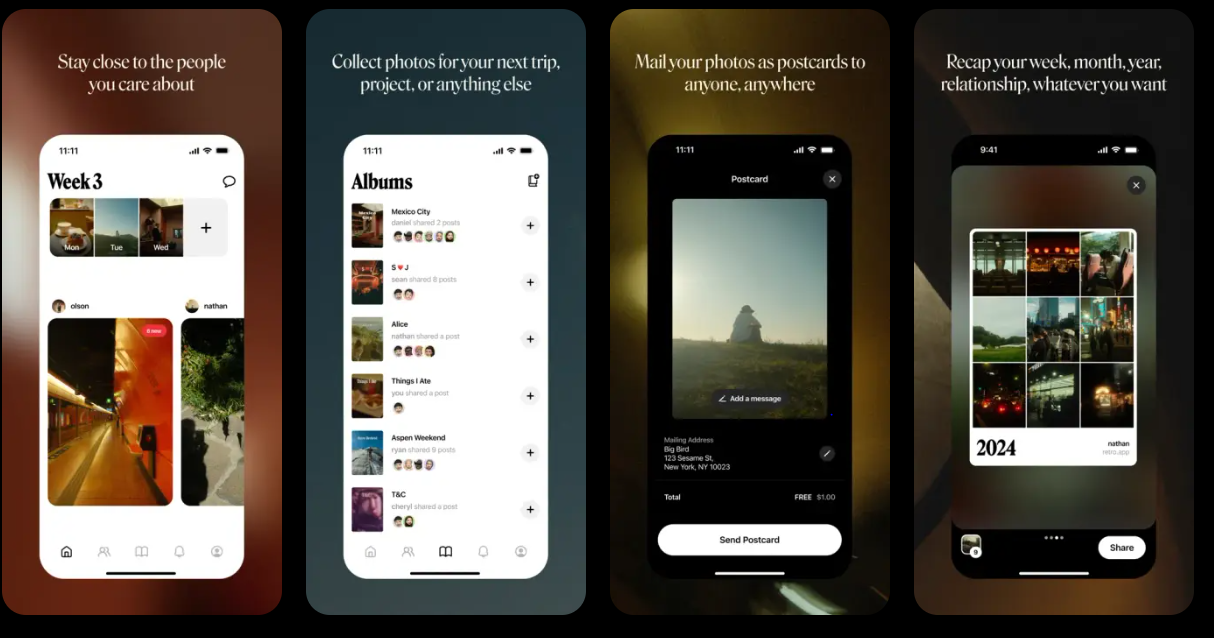 Stay close to the people
you care about
11:11
Week 3
Mon
Tue
Wed
+
olson
nathan
Collect photos for your next trip,
project, or anything else
11:11
Albums
Mexico City
Mexico City
daniel shared 2 posts
+
S ♥ J
sean shared 8 posts
+
Alice
nathan shared a post
+
Things I Ate
you shared a post
+
Aspen Weekend
ryan shared 9 posts
+
T&C
cheryl shared a post
+
Mail your photos as postcards to
anyone, anywhere
11:11
Postcard
Add a message
Mailing Address
Big Bird
123 Sesame St,
New York, NY 10023
Total FREE $1.00
Send Postcard
Recap your week, month, year,
relationship, whatever you want
9:41
2024
nathan
retro.app
9
Share